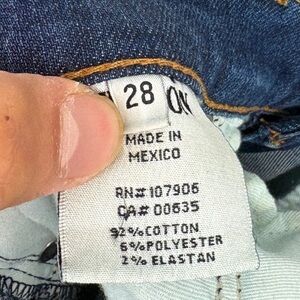 28
MADE IN
MEXICO
RN# 107906
CA# 00635
92% COTTON
6% POLYESTER
2% ELASTAN